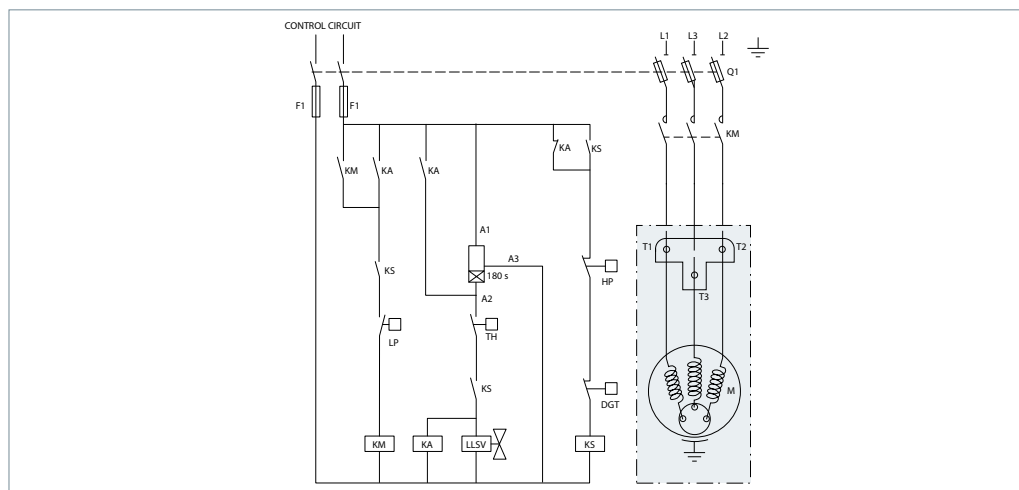 CONTROL CIRCUIT
L1 L3 L2
Q1
F1 F1
KM
KA KS
KM KA KA
A1
A3
KS
180 s
HP
A2
LP
TH
KS
DGT
KM KA LLSV KS
T1 T2
T3
M